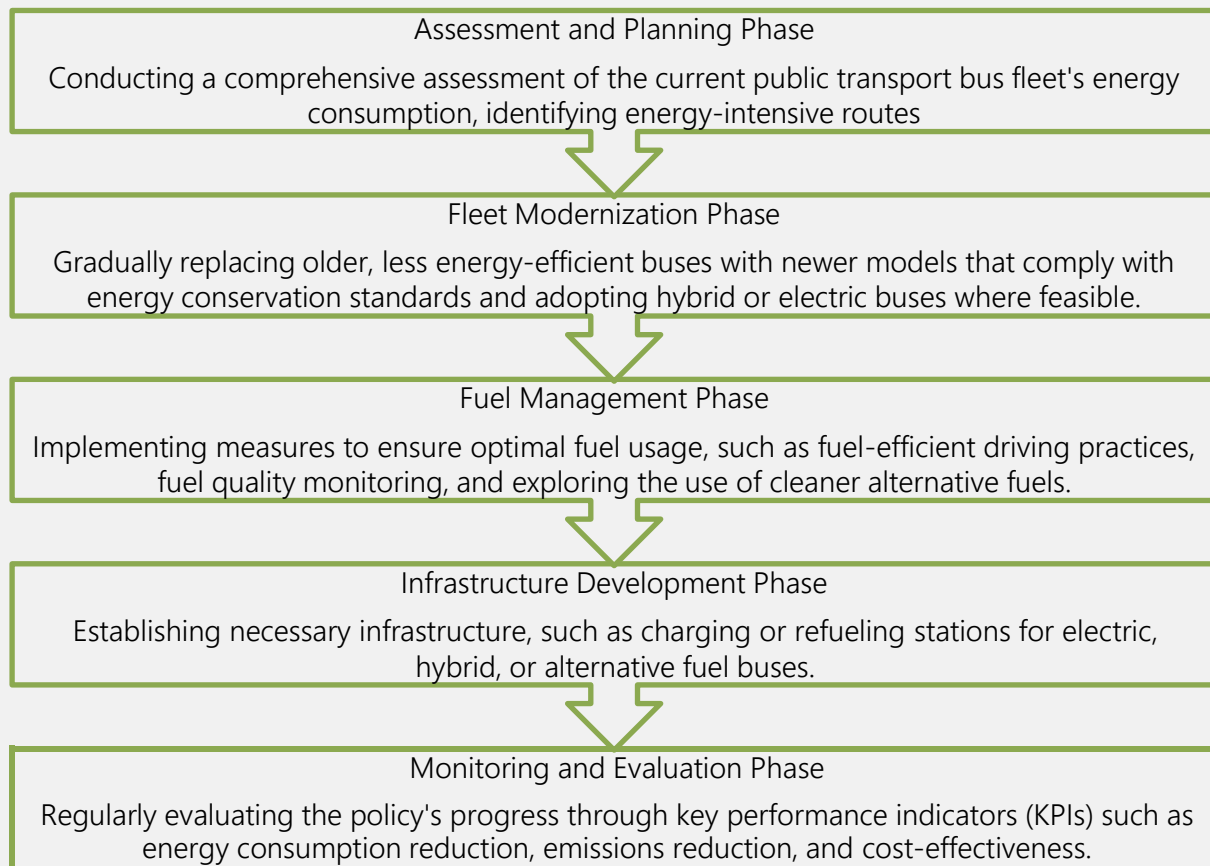 Assessment and Planning Phase
Conducting a comprehensive assessment of the current public transport bus fleet's energy
consumption, identifying energy-intensive routes
Fleet Modernization Phase
Gradually replacing older, less energy-efficient buses with newer models that comply with
energy conservation standards and adopting hybrid or electric buses where feasible.
Fuel Management Phase
Implementing measures to ensure optimal fuel usage, such as fuel-efficient driving practices,
fuel quality monitoring, and exploring the use of cleaner alternative fuels.
Infrastructure Development Phase
Establishing necessary infrastructure, such as charging or refueling stations for electric,
hybrid, or alternative fuel buses.
Monitoring and Evaluation Phase
Regularly evaluating the policy's progress through key performance indicators (KPIs) such as
energy consumption reduction, emissions reduction, and cost-effectiveness.